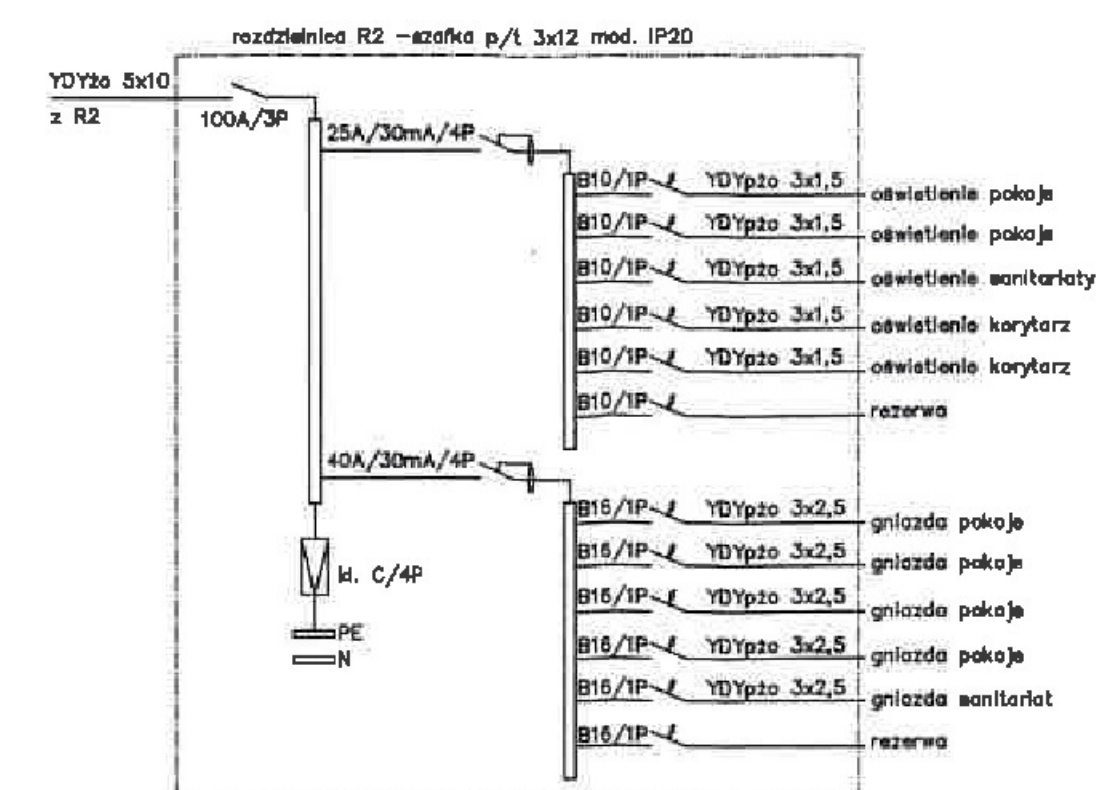 rozdzielnica R2 -szafka p/t 3x12 mod. IP20
YDYżo 5x10
z R2
100A/3P
25A/30mA/4P
B10/1P YDYpżo 3x1,5 oświetlenie pokoje
B10/1P YDYpżo 3x1,5 oświetlenie pokoje
B10/1P YDYpżo 3x1,5 oświetlenie sanitariaty
B10/1P YDYpżo 3x1,5 oświetlenie korytarz
B10/1P YDYpżo 3x1,5 oświetlenie korytarz
B10/1P rezerwa
40A/30mA/4P
B16/1P YDYpżo 3x2,5 gniazda pokoje
B16/1P YDYpżo 3x2,5 gniazda pokoje
B16/1P YDYpżo 3x2,5 gniazda pokoje
B16/1P YDYpżo 3x2,5 gniazda pokoje
B16/1P YDYpżo 3x2,5 gniazda sanitariat
B16/1P rezerwa
kl. C/4P
PE
N